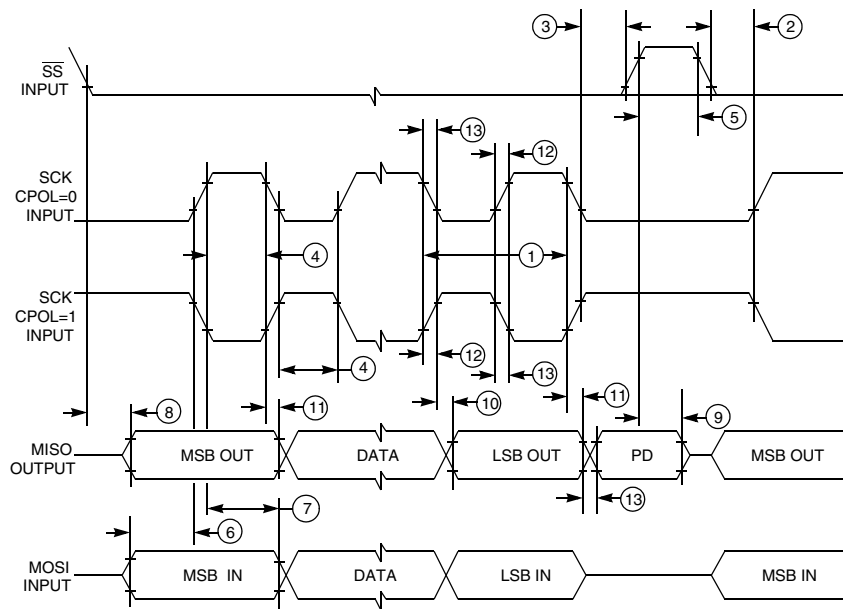 3
2
SS
INPUT
5
13
12
SCK
CPOL=0
INPUT
4
1
SCK
CPOL=1
INPUT
12
4
13
8
11
10
11
9
MISO
OUTPUT
MSB OUT
DATA
LSB OUT
PD
MSB OUT
13
7
6
MOSI
INPUT
MSB IN
DATA
LSB IN
MSB IN